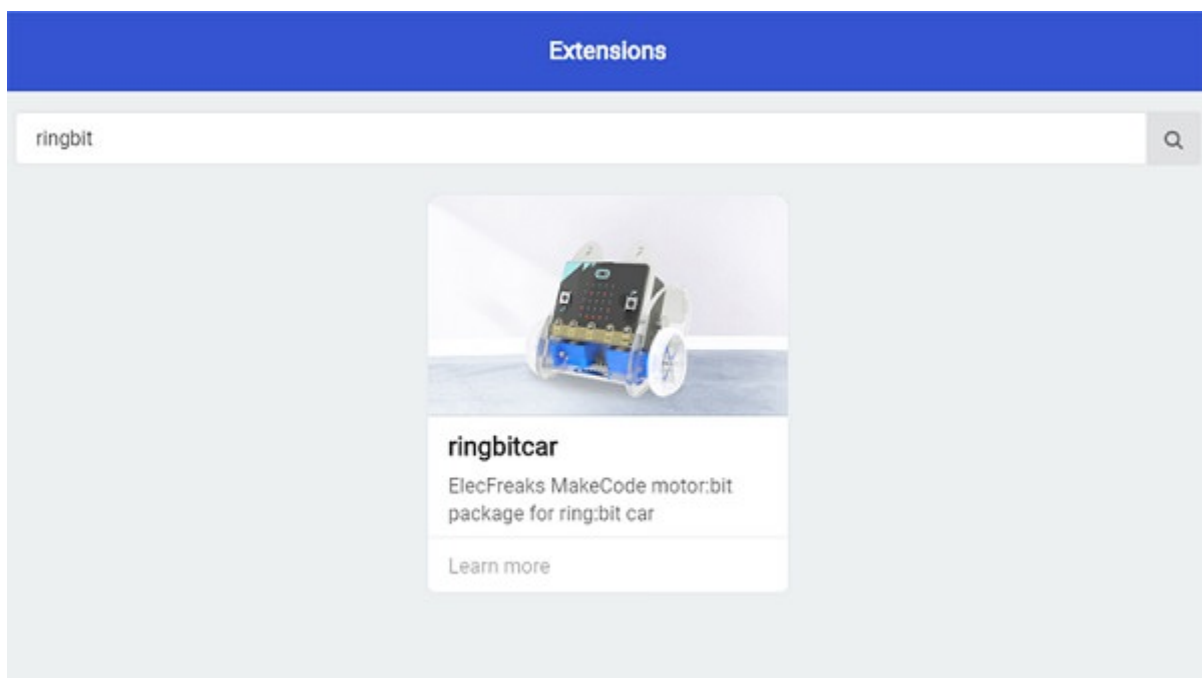 Extensions
ringbit
ringbitcar
ElecFreaks MakeCode motor:bit
package for ring:bit car
Learn more